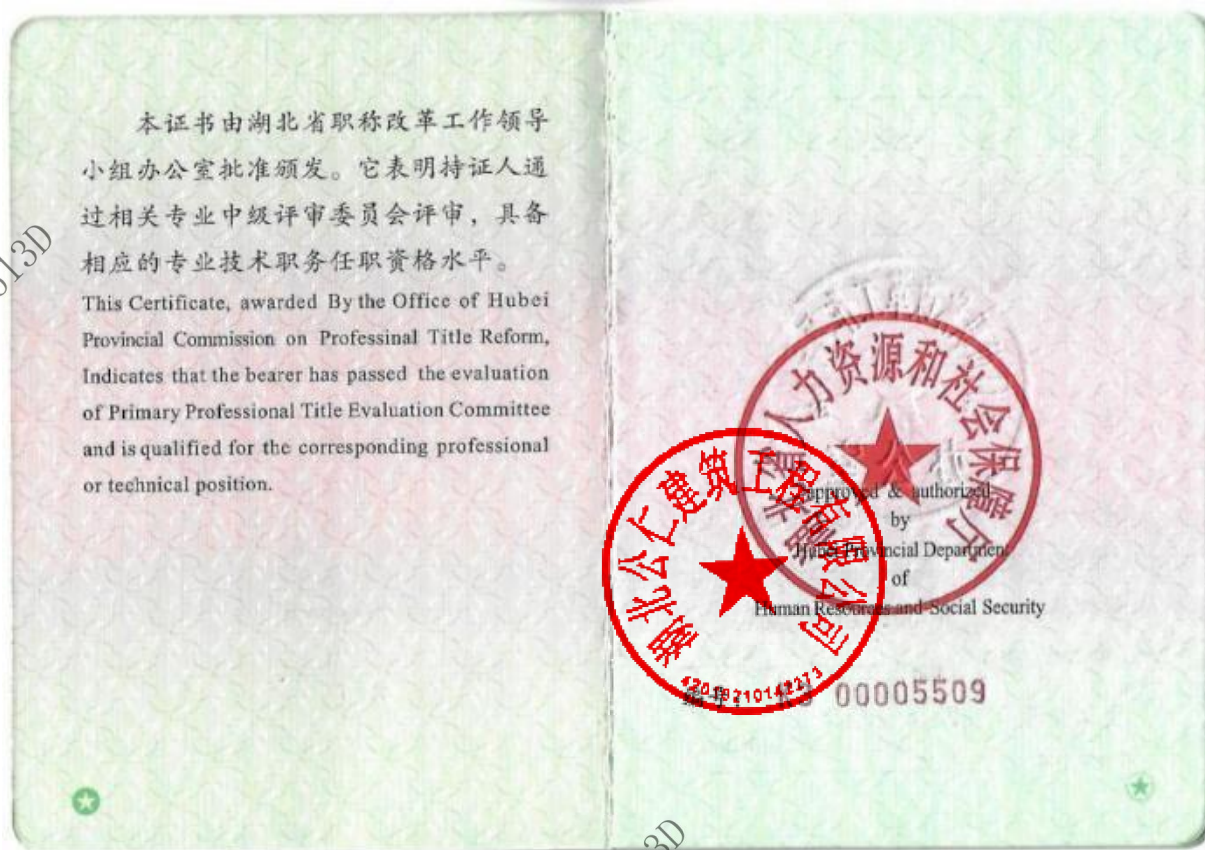 本证书由湖北省职称改革工作领导
小组办公室批准颁发。它表明持证人通
过相关专业中级评审委员会评审，具备
相应的专业技术职务任职资格水平。
This Certificate, awarded By the Office of Hubei
Provincial Commission on Professinal Title Reform,
Indicates that the bearer has passed the evaluation
of Primary Professional Title Evaluation Committee
and is qualified for the corresponding professional
or technical position.
湖北省人力资源和社会保障厅
approved & authorized
by
Hubei Provincial Department
of
Human Resources and Social Security
湖北公仁建筑工程有限公司
编号: 00005509
013D
3D